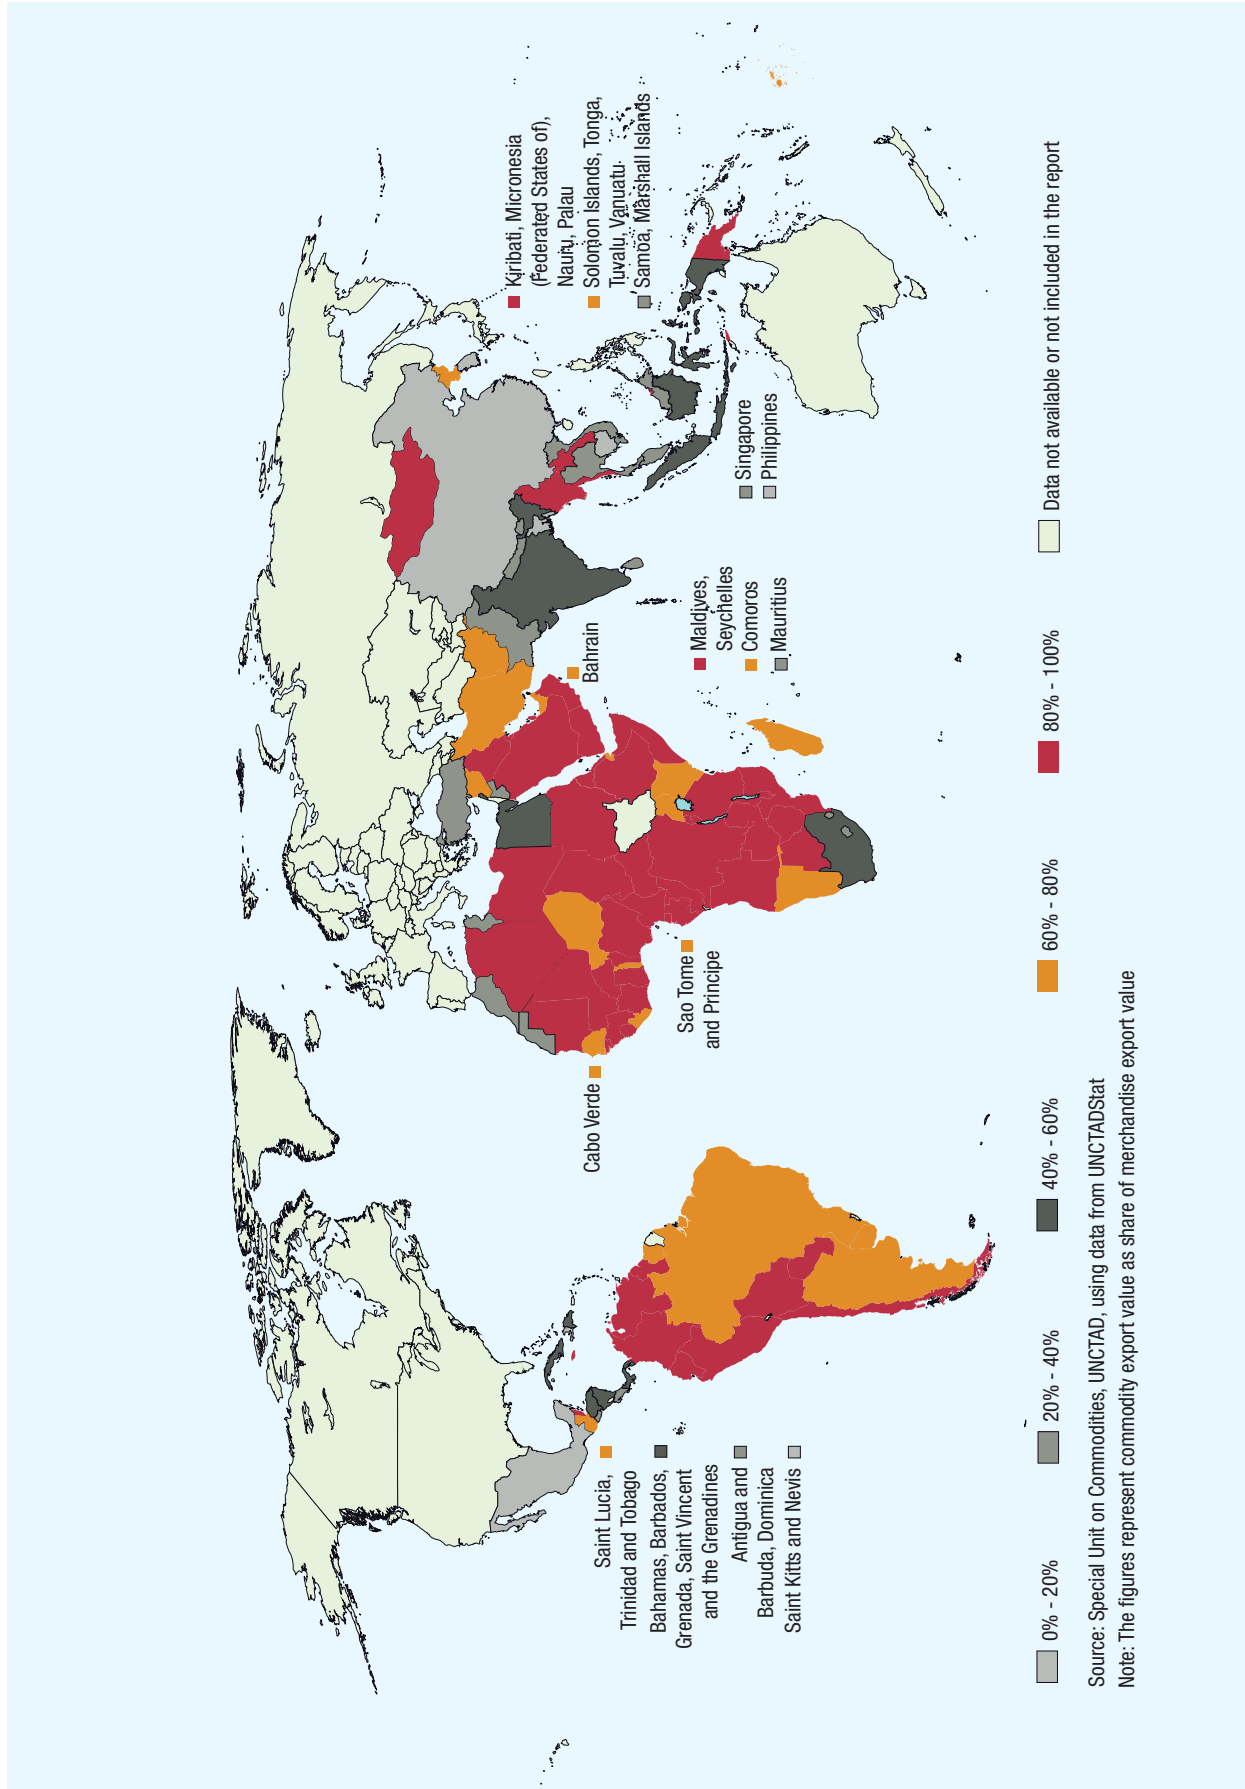 Kiribati, Micronesia
(Federated States of),
Nauru, Palau
Solomon Islands, Tonga,
Tuvalu, Vanuatu
Samoa, Marshall Islands
Singapore
Philippines
Bahrain
Maldives,
Seychelles
Comoros
Mauritius
Sao Tome
and Principe
Cabo Verde
Saint Lucia,
Trinidad and Tobago
Bahamas, Barbados,
Grenada, Saint Vincent
and the Grenadines
Antigua and
Barbuda, Dominica
Saint Kitts and Nevis
0% - 20%
20% - 40%
40% - 60%
60% - 80%
80% - 100%
Data not available or not included in the report
Source: Special Unit on Commodities, UNCTAD, using data from UNCTADStat
Note: The figures represent commodity export value as share of merchandise export value